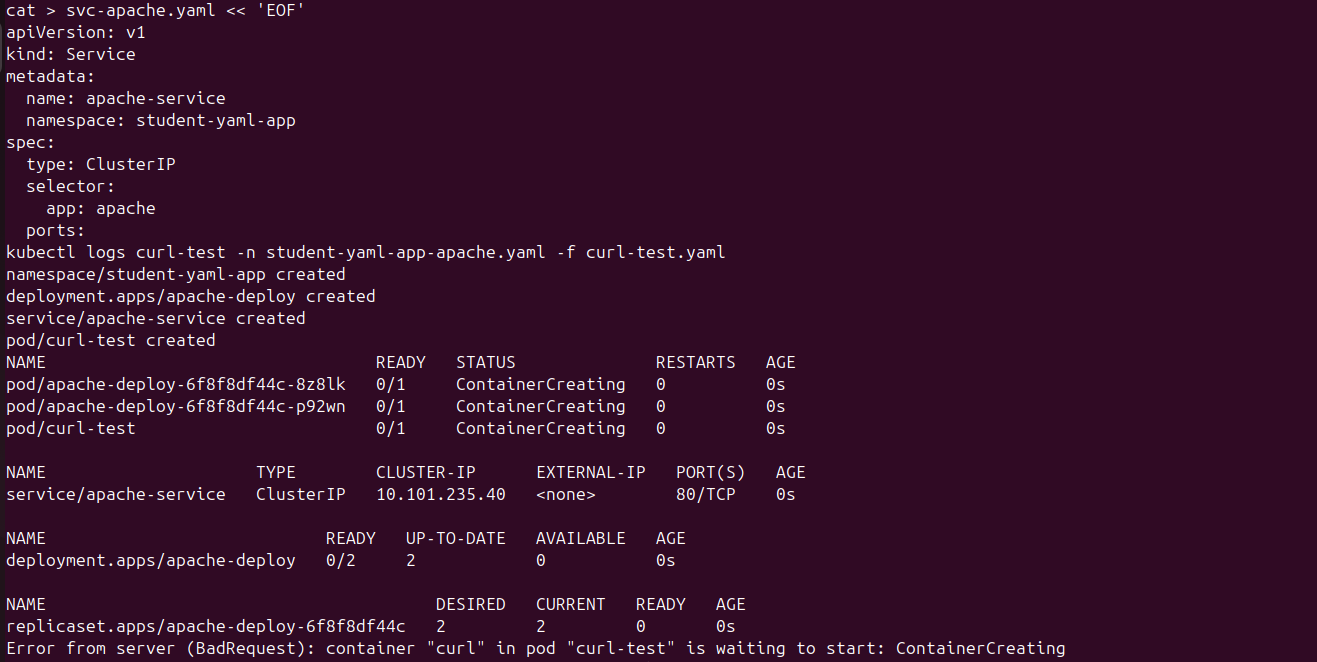 cat > svc-apache.yaml << 'EOF'
apiVersion: v1
kind: Service
metadata:
  name: apache-service
  namespace: student-yaml-app
spec:
  type: ClusterIP
  selector:
    app: apache
  ports:
kubectl logs curl-test -n student-yaml-app-apache.yaml -f curl-test.yaml
namespace/student-yaml-app created
deployment.apps/apache-deploy created
service/apache-service created
pod/curl-test created
NAME                                 READY   STATUS              RESTARTS   AGE
pod/apache-deploy-6f8f8df44c-8z8lk   0/1     ContainerCreating   0          0s
pod/apache-deploy-6f8f8df44c-p92wn   0/1     ContainerCreating   0          0s
pod/curl-test                        0/1     ContainerCreating   0          0s

NAME                     TYPE        CLUSTER-IP      EXTERNAL-IP   PORT(S)   AGE
service/apache-service   ClusterIP   10.101.235.40   <none>        80/TCP    0s

NAME                            READY   UP-TO-DATE   AVAILABLE   AGE
deployment.apps/apache-deploy   0/2     2            0           0s

NAME                                       DESIRED   CURRENT   READY   AGE
replicaset.apps/apache-deploy-6f8f8df44c   2         2         0       0s
Error from server (BadRequest): container "curl" in pod "curl-test" is waiting to start: ContainerCreating